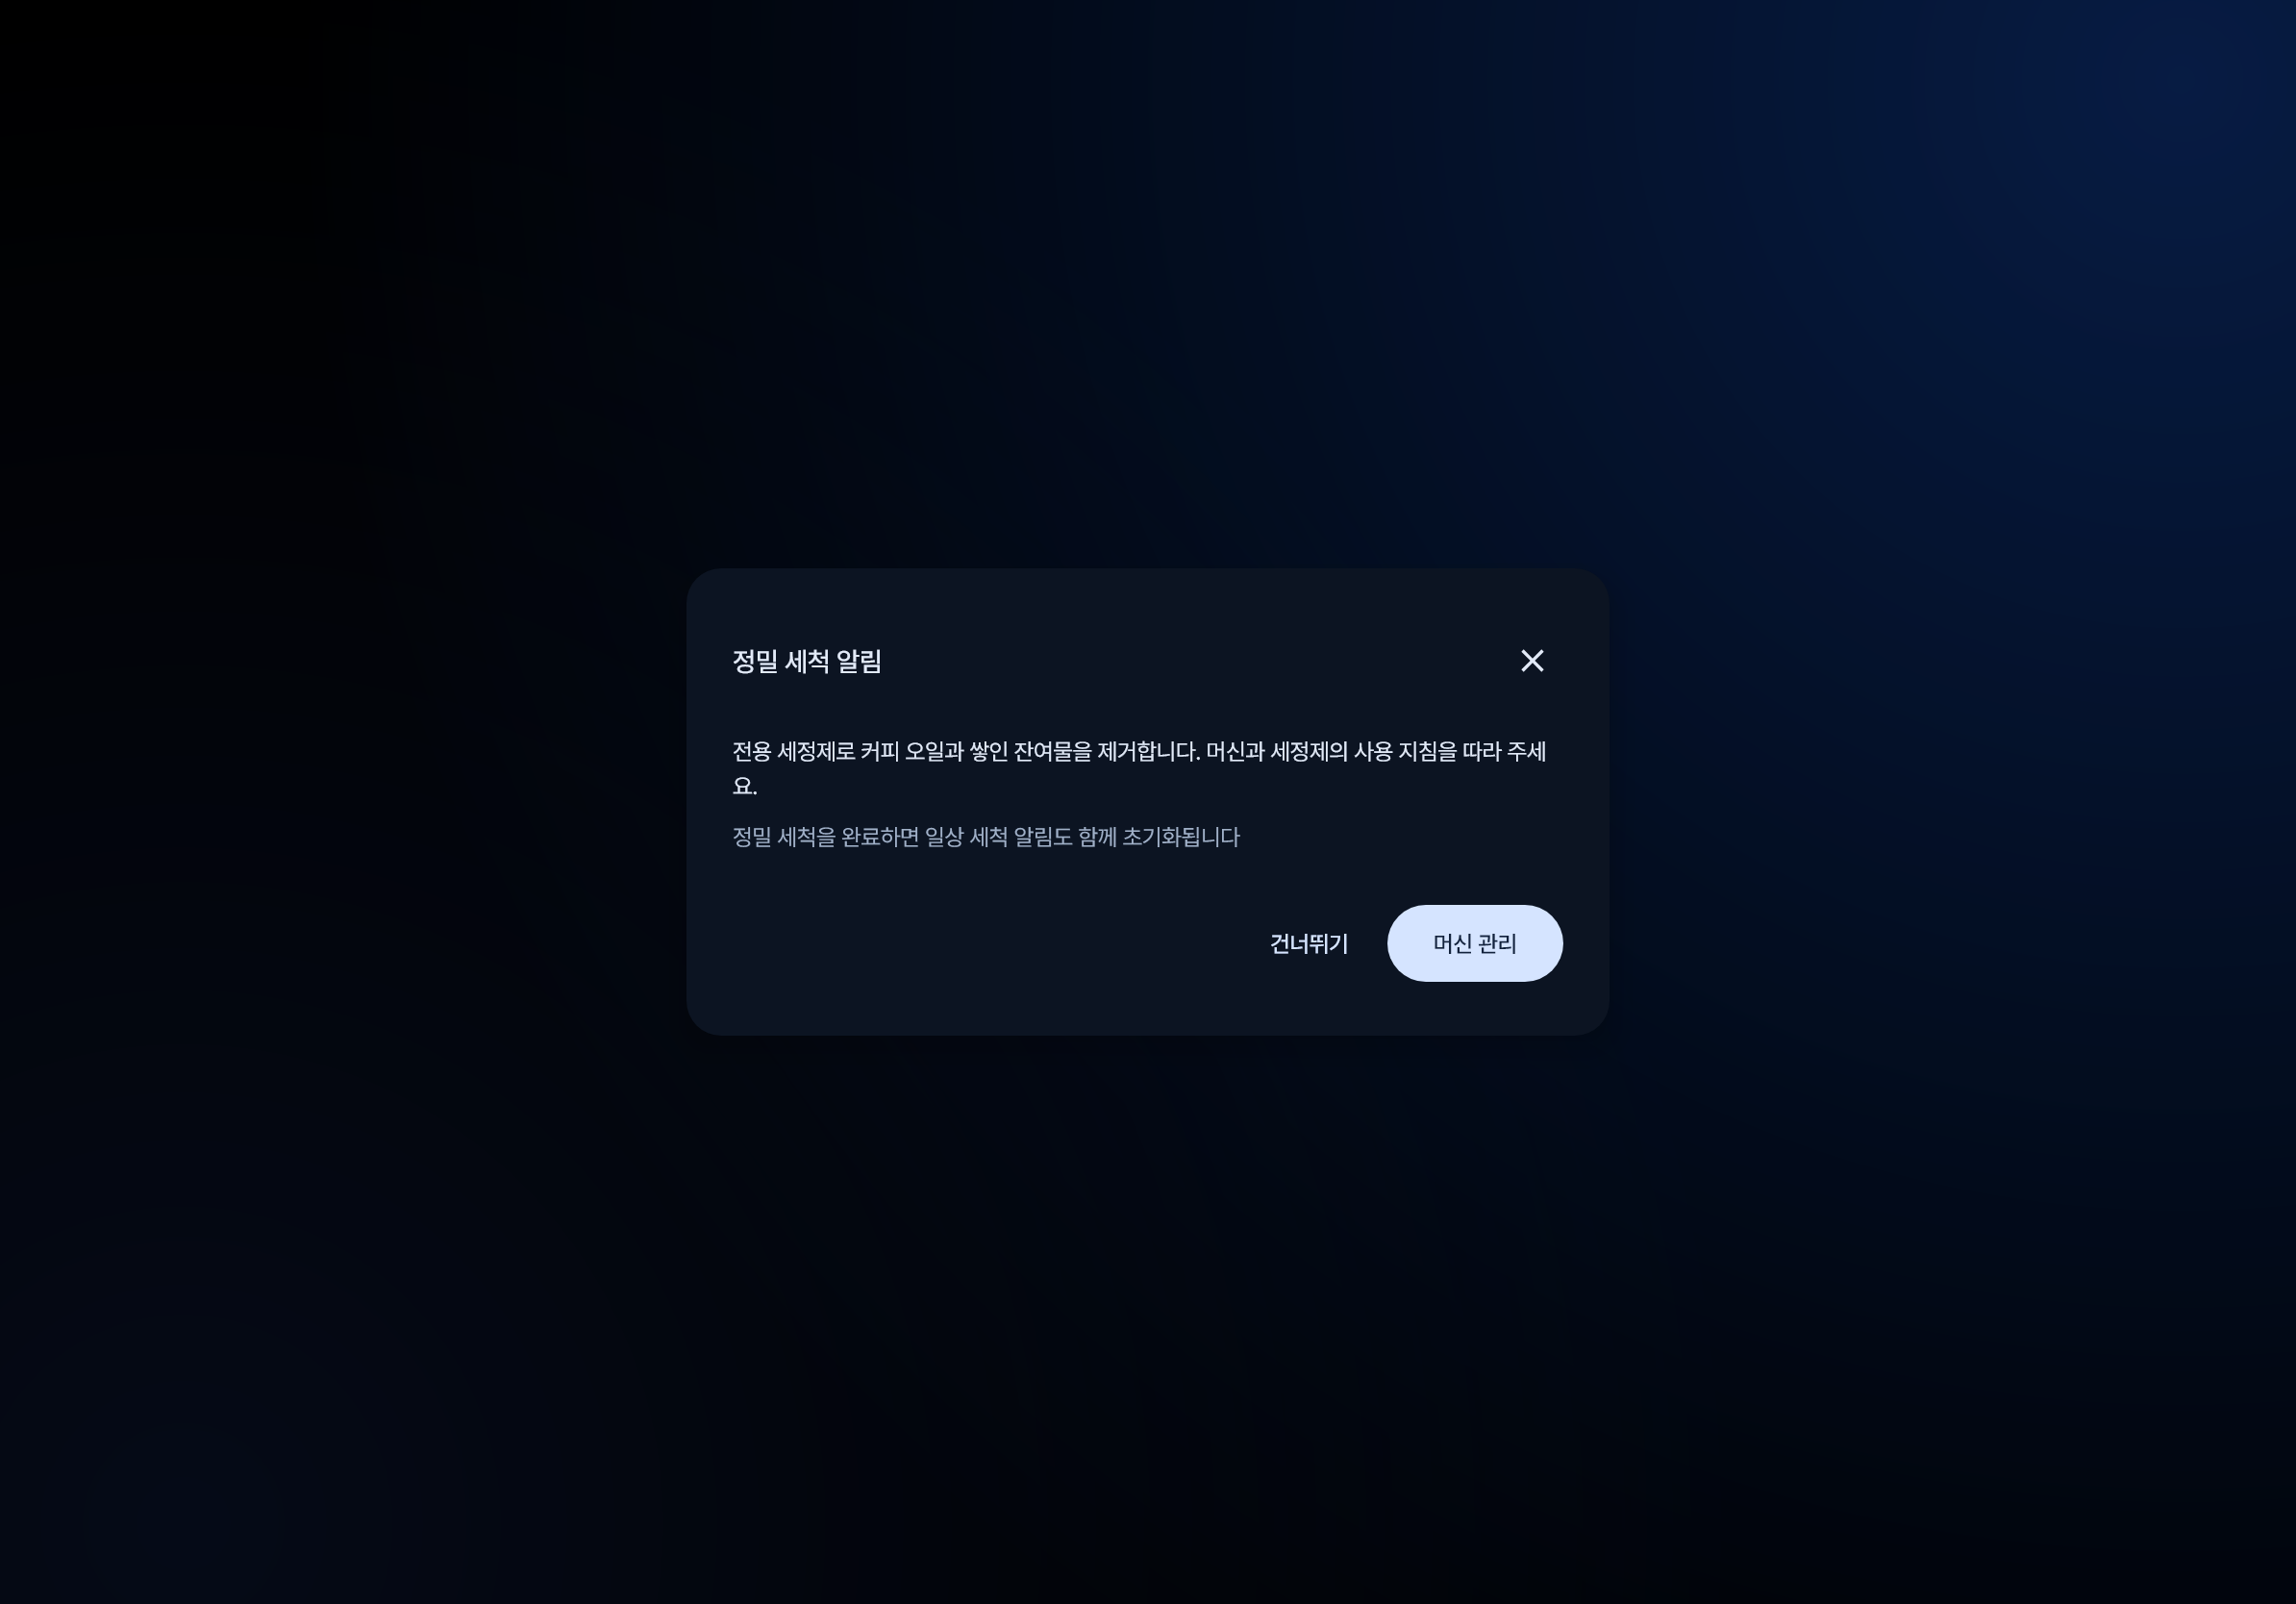 정밀 세척 알림
전용 세정제로 커피 오일과 쌓인 잔여물을 제거합니다. 머신과 세정제의 사용 지침을 따라 주세
요.
정밀 세척을 완료하면 일상 세척 알림도 함께 초기화됩니다
건너뛰기
머신 관리